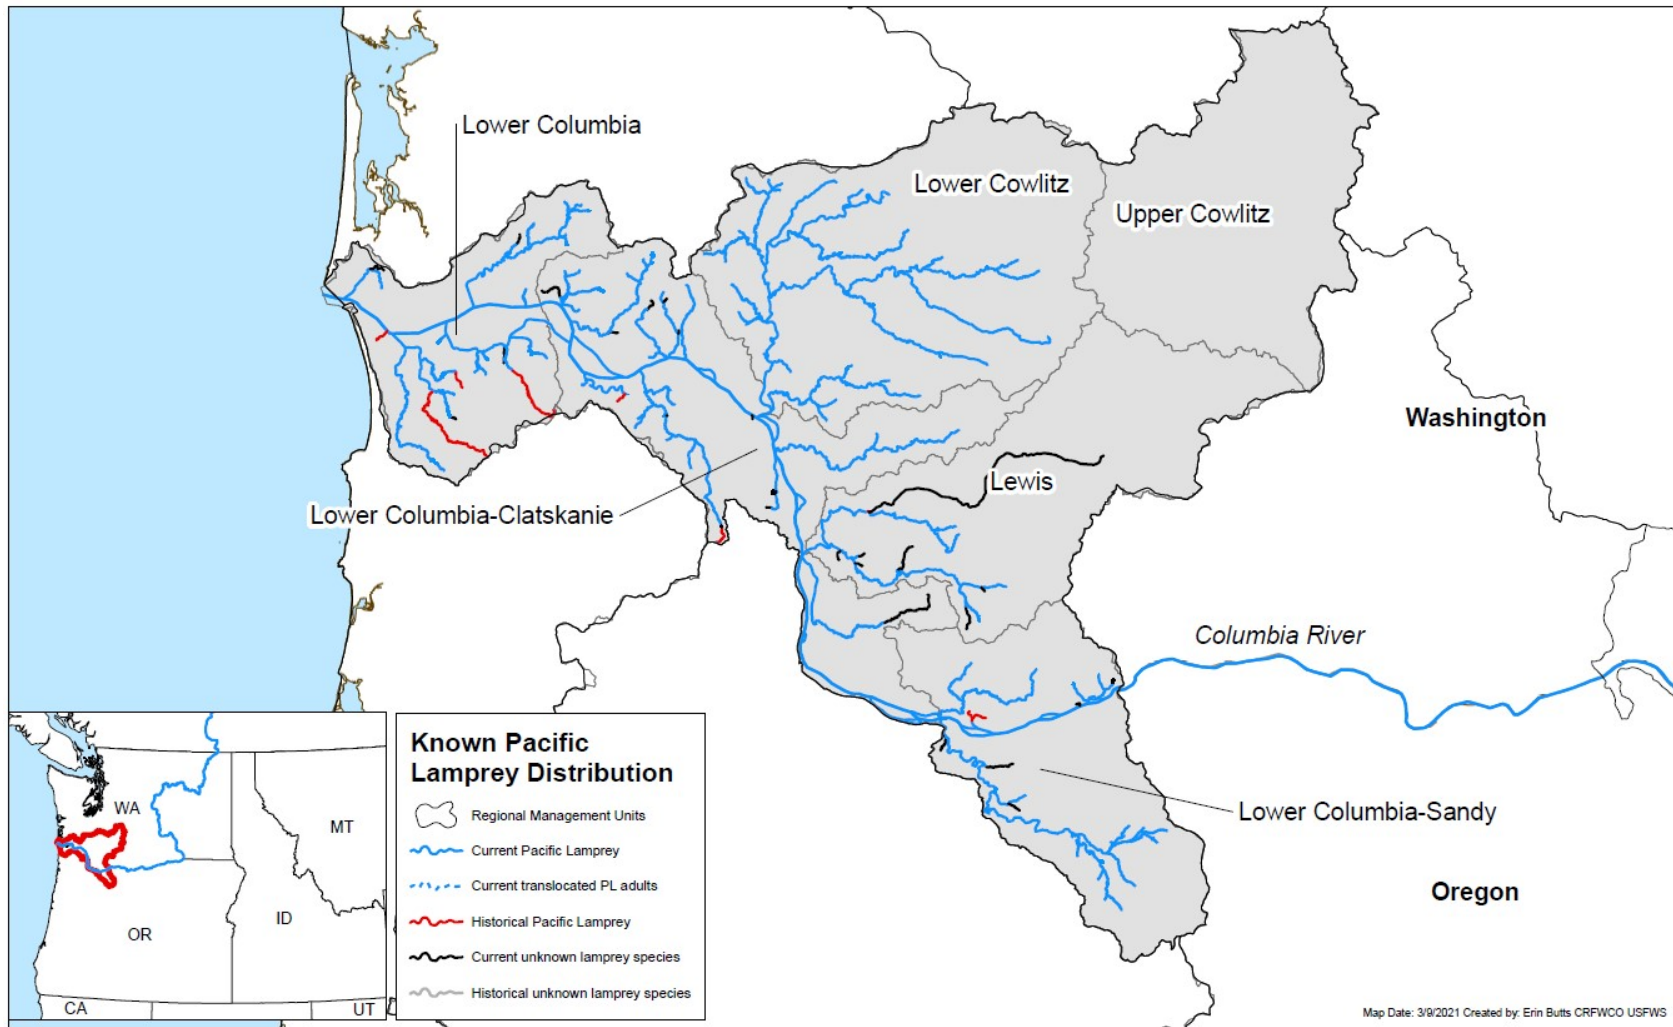 Lower Columbia
Lower Cowlitz
Upper Cowlitz
Washington
Lewis
Lower Columbia-Clatskanie
Columbia River
Lower Columbia-Sandy
Oregon
WA
MT
OR
ID
CA
UT
Known Pacific
Lamprey Distribution
Regional Management Units
Current Pacific Lamprey
Current translocated PL adults
Historical Pacific Lamprey
Current unknown lamprey species
Historical unknown lamprey species
Map Date: 3/9/2021 Created by: Erin Butts CRFWCO USFWS